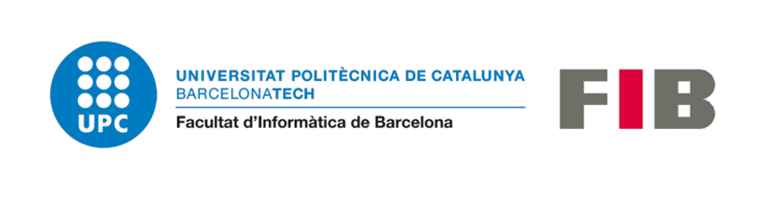 UPC
UNIVERSITAT POLITÈCNICA DE CATALUNYA
BARCELONATECH
Facultat d'Informàtica de Barcelona
FIB